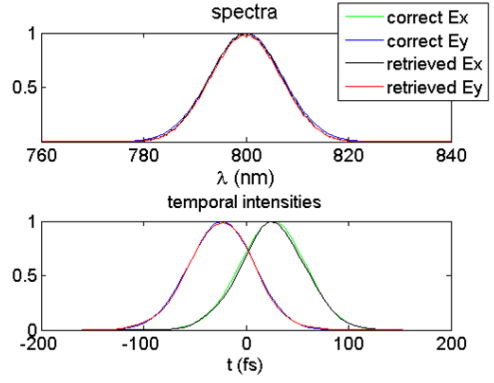 spectra
correct Ex
correct Ey
retrieved Ex
retrieved Ey
1
0.5
760 780 800 820 840
λ (nm)
temporal intensities
1
0.5
0
-200 -100 0 100 200
t (fs)